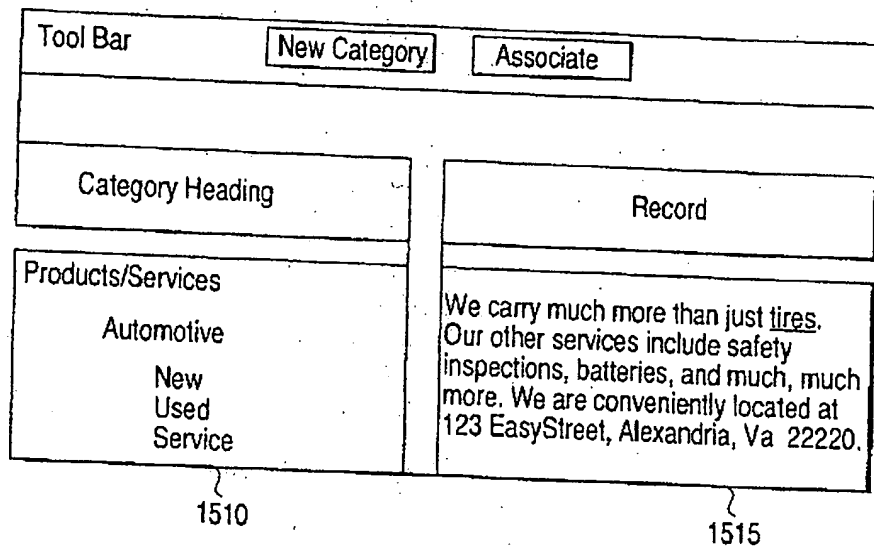 Tool Bar New Category Associate
Category Heading
Record
Products/Services
Automotive
New
Used
Service
We carry much more than just tires.
Our other services include safety
inspections, batteries, and much, much
more. We are conveniently located at
123 EasyStreet, Alexandria, Va 22220.
1510
1515